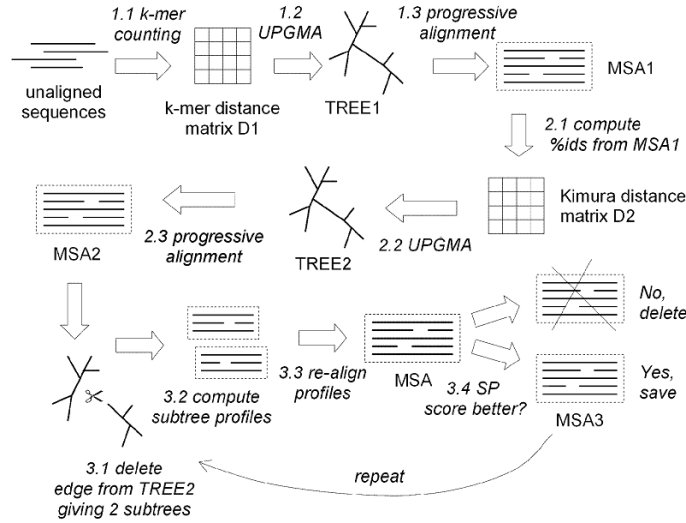 1.1 k-mer
counting
1.2
UPGMA
1.3 progressive
alignment
unaligned
sequences
k-mer distance
matrix D1
TREE1
MSA1
2.1 compute
%ids from MSA1
Kimura distance
matrix D2
2.2 UPGMA
TREE2
2.3 progressive
alignment
MSA2
3.1 delete
edge from TREE2
giving 2 subtrees
3.2 compute
subtree profiles
3.3 re-align
profiles
MSA
3.4 SP
score better?
No,
delete
Yes,
save
MSA3
repeat